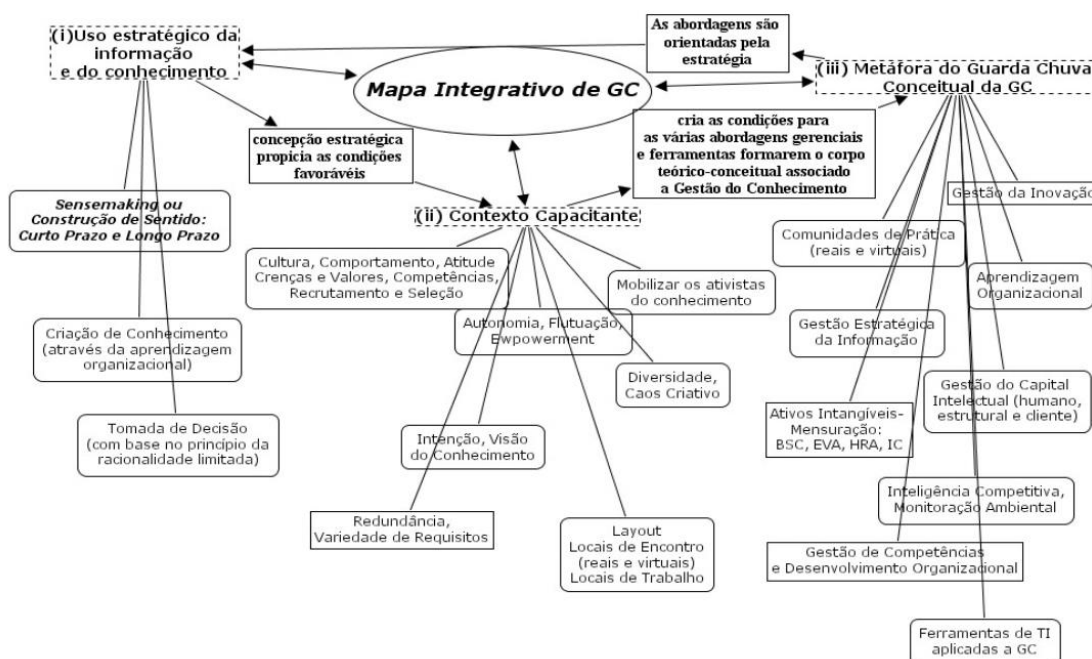 (i)Uso estratégico da
informação
e do conhecimento
As abordagens são
orientadas pela
estratégia
Mapa Integrativo de GC
(iii) Metáfora do Guarda Chuva
Conceitual da GC
concepção estratégica
propicia as condições
favoravéis
cria as condições para
as várias abordagens gerenciais
e ferramentas formarem o corpo
teórico-conceitual associado
a Gestão do Conhecimento
(ii) Contexto Capacitante
Sensemaking ou
Construção de Sentido:
Curto Prazo e Longo Prazo
Criação de Conhecimento
(através da aprendizagem
organizacional)
Tomada de Decisão
(com base no princípio da
racionalidade limitada)
Cultura, Comportamento, Atitude
Crenças e Valores, Competências,
Recrutamento e Seleção
Mobilizar os ativistas
do conhecimento
Autonomia, Flutuação,
Ewpowerment
Diversidade,
Caos Criativo
Intenção, Visão
do Conhecimento
Redundância,
Variedade de Requisitos
Layout
Locais de Encontro
(reais e virtuais)
Locais de Trabalho
Gestão da Inovação
Comunidades de Prática
(reais e virtuais)
Aprendizagem
Organizacional
Gestão Estratégica
da Informação
Gestão do Capital
Intelectual (humano,
estrutural e cliente)
Ativos Intangíveis-
Mensuração:
BSC, EVA, HRA, IC
Inteligência Competitiva,
Monitoração Ambiental
Gestão de Competências
e Desenvolvimento Organizacional
Ferramentas de TI
aplicadas a GC